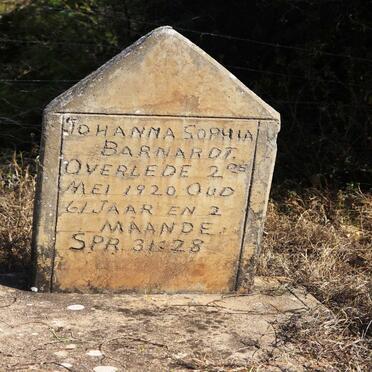 JOHANNA SOPHIA
BARNARDT.
OVERLEDE 2DE
MEI 1920 OUD
61 JAAR EN 2
MAANDE.
SPR. 31:28